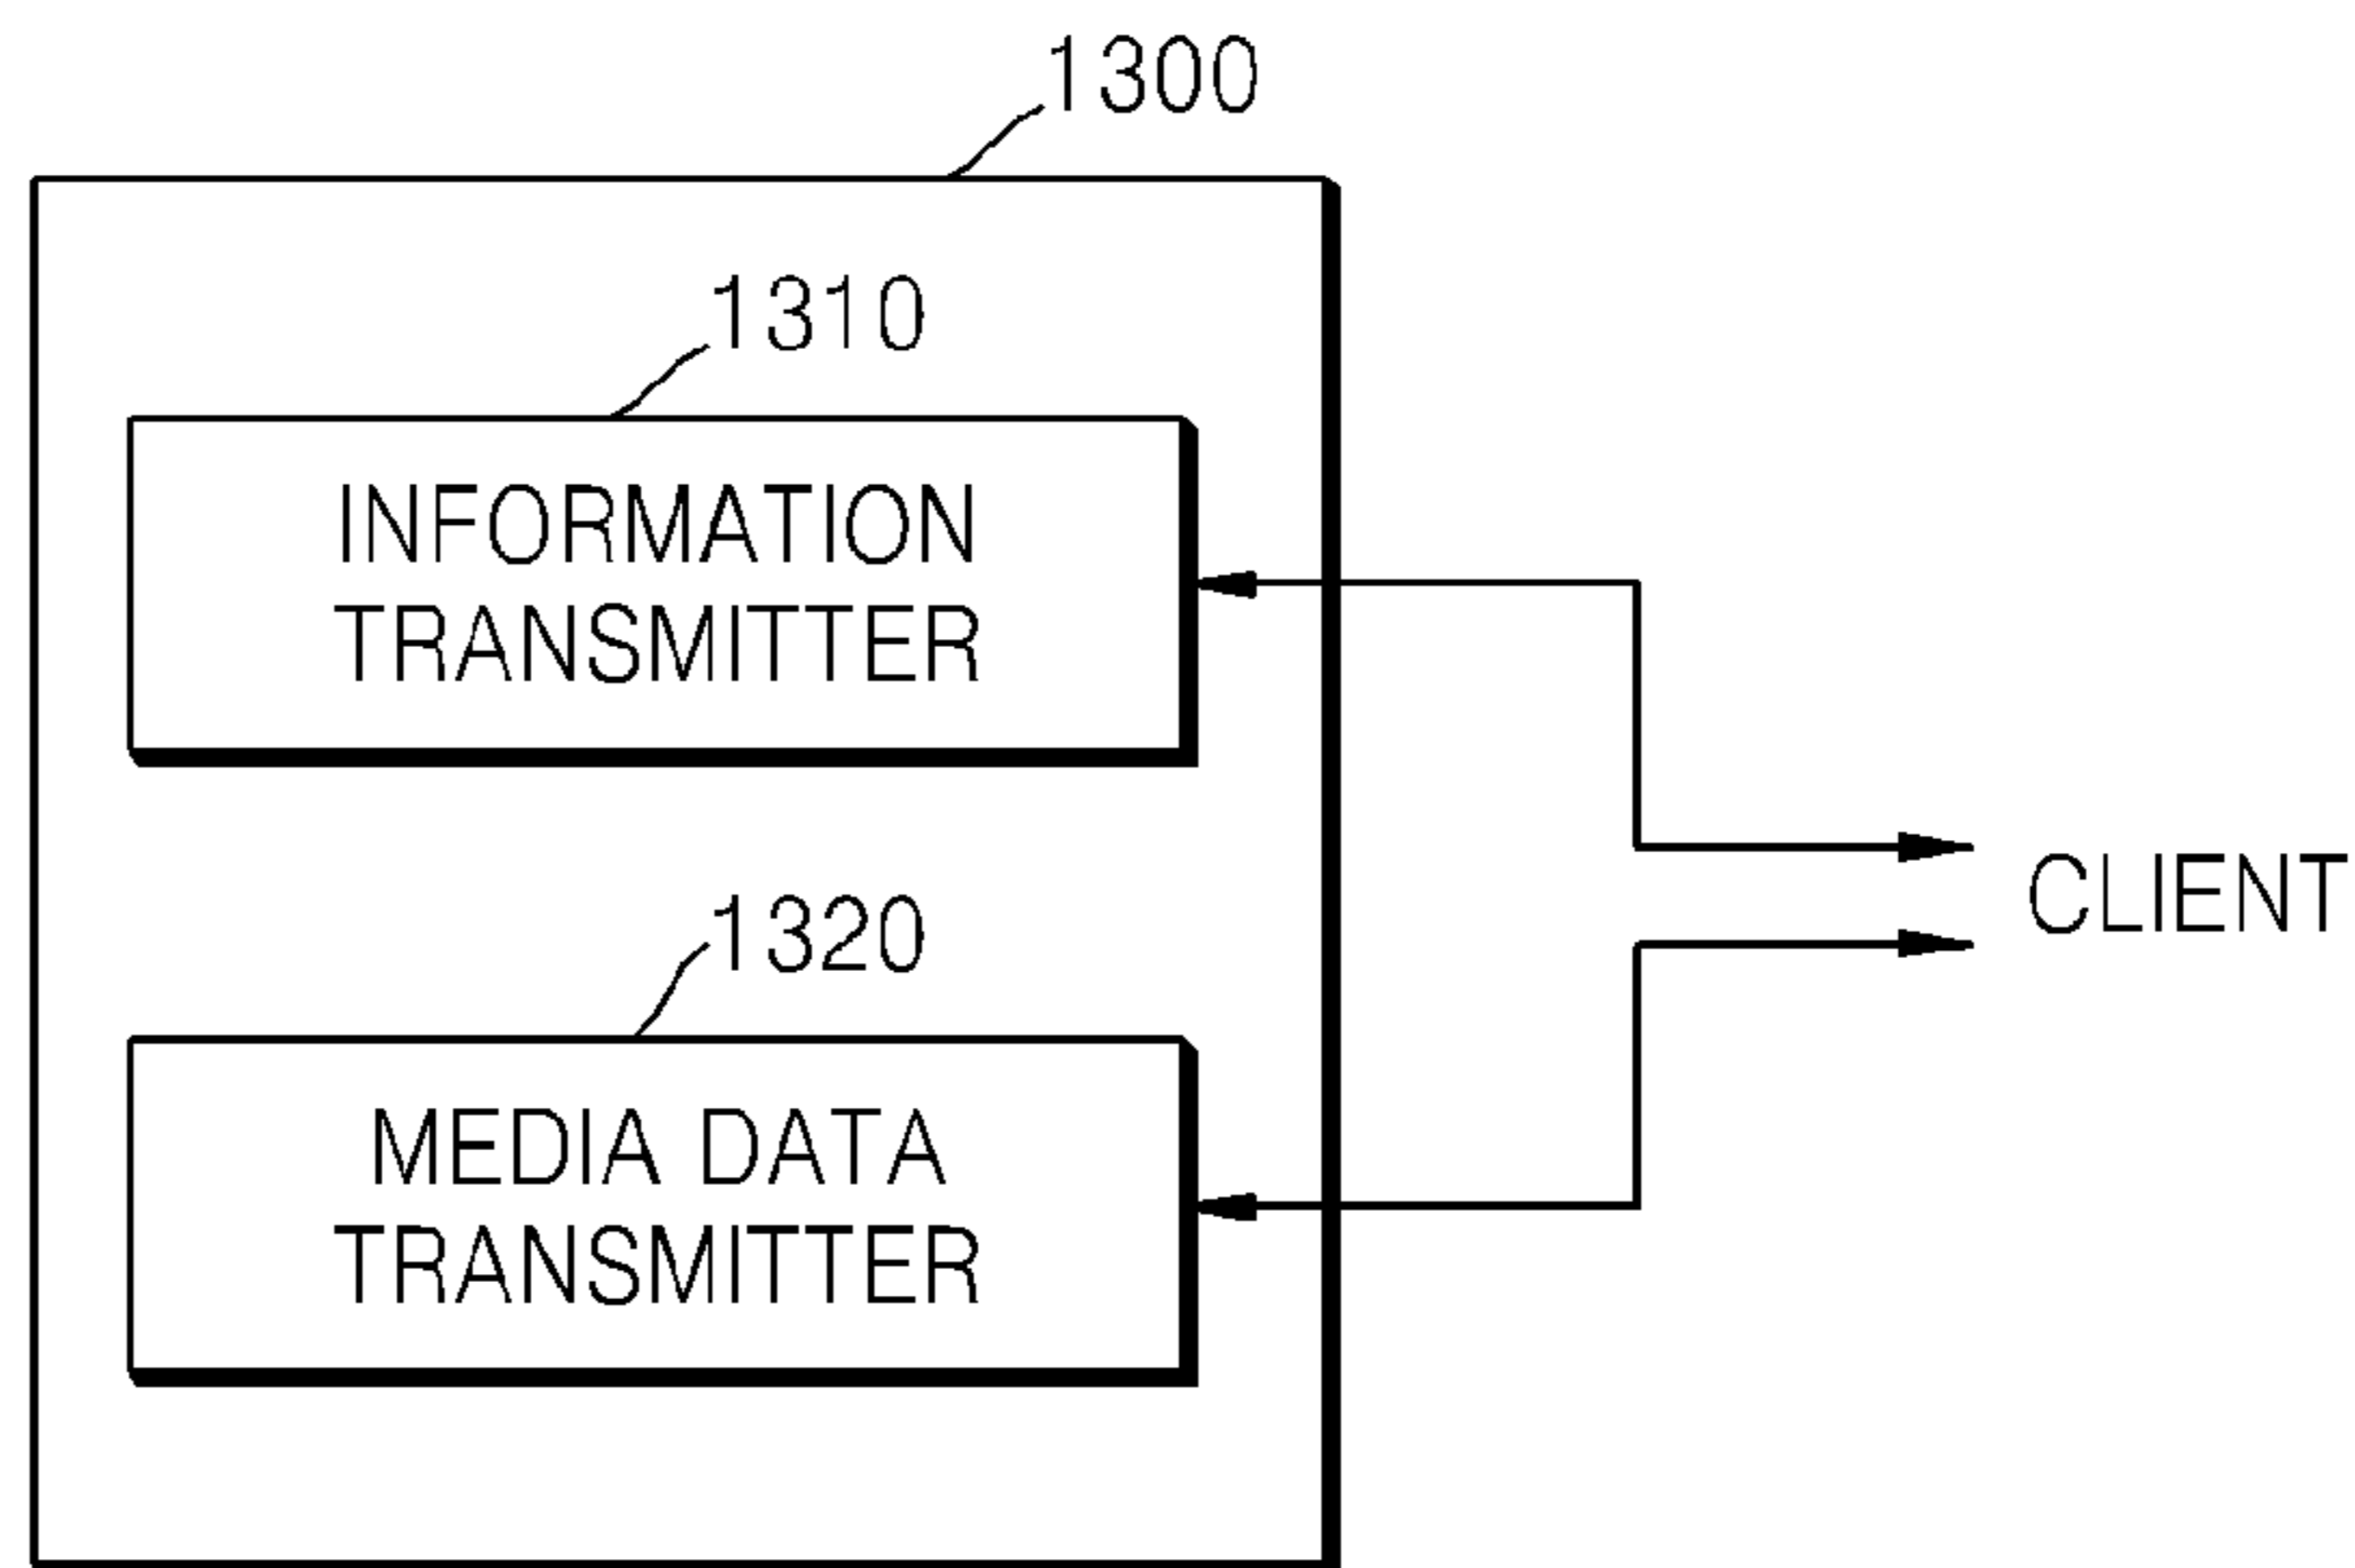 1300
1310
INFORMATION
TRANSMITTER
CLIENT
1320
MEDIA DATA
TRANSMITTER